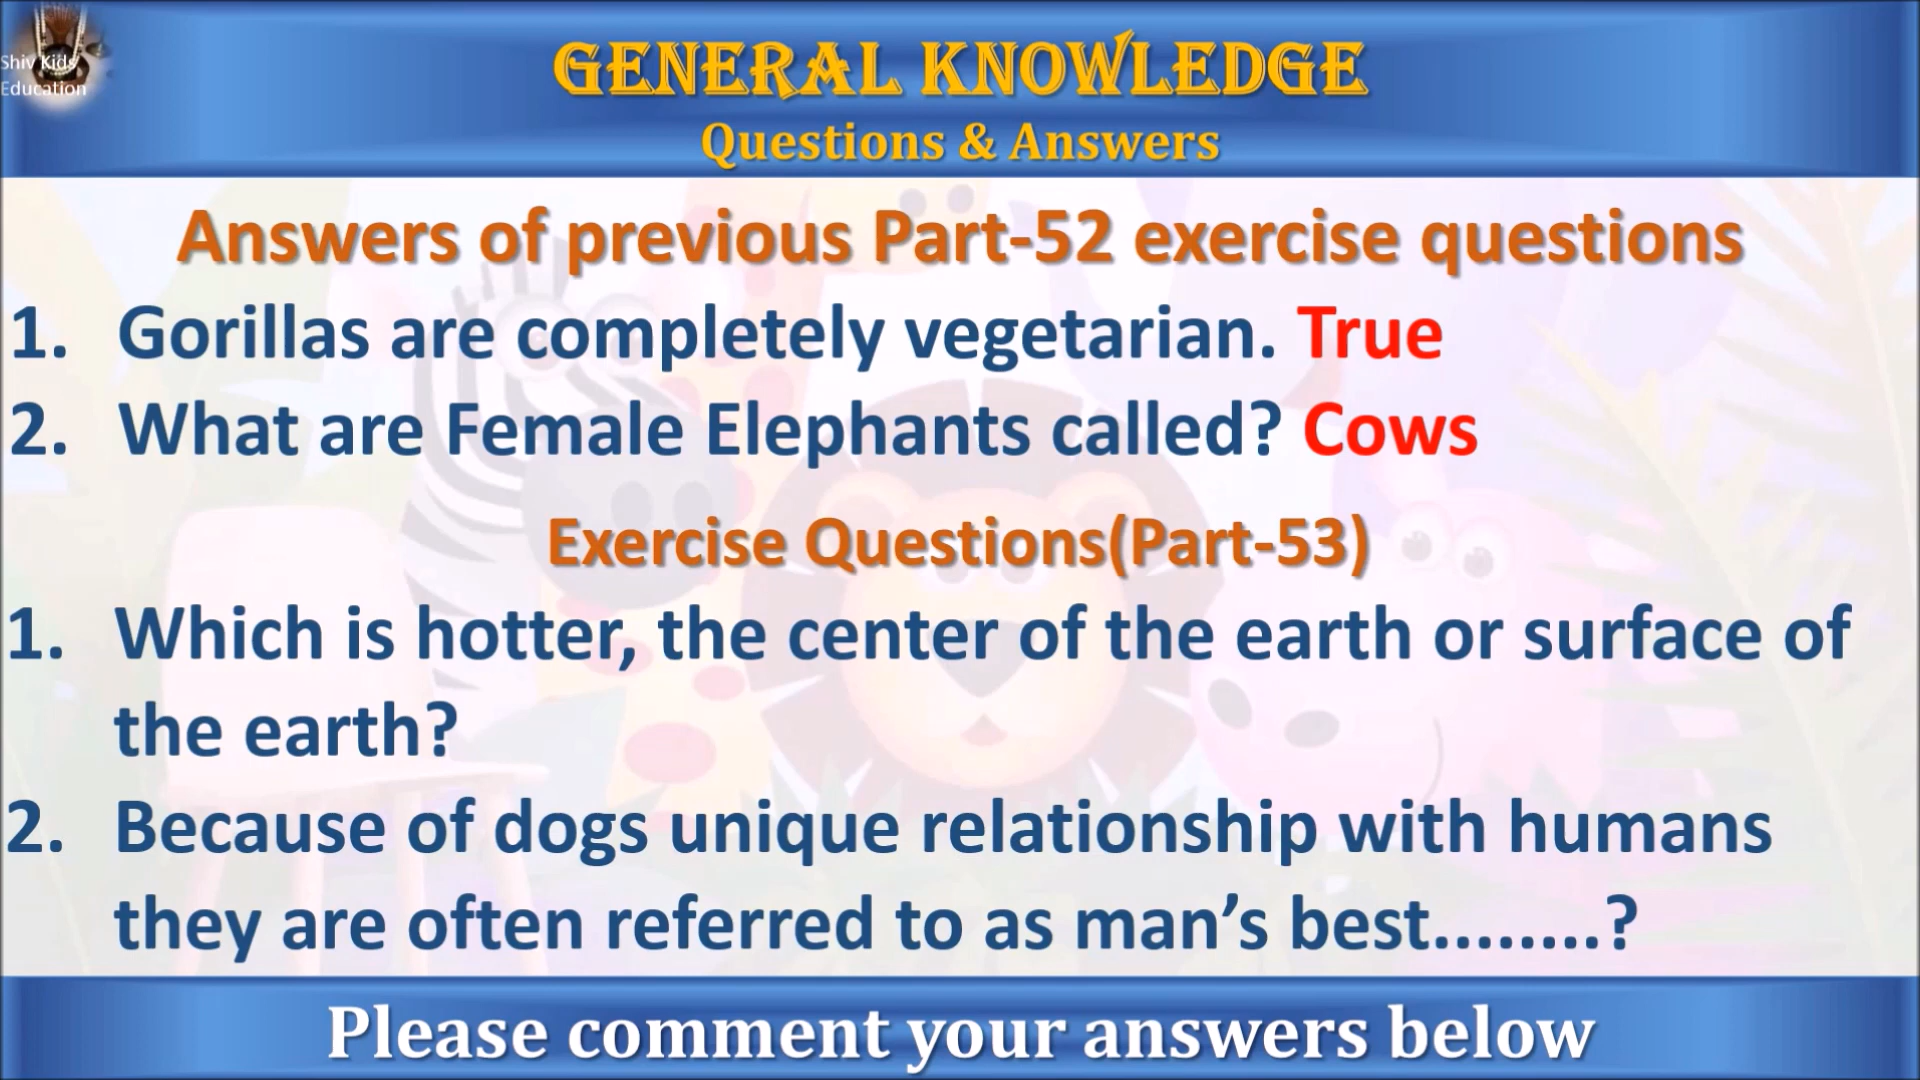 Shiv Kids
Education
GENERAL KNOWLEDGE
Questions & Answers
Answers of previous Part-52 exercise questions
1. Gorillas are completely vegetarian. True
2. What are Female Elephants called? Cows
Exercise Questions(Part-53)
1. Which is hotter, the center of the earth or surface of
the earth?
2. Because of dogs unique relationship with humans
they are often referred to as man’s best........?
Please comment your answers below